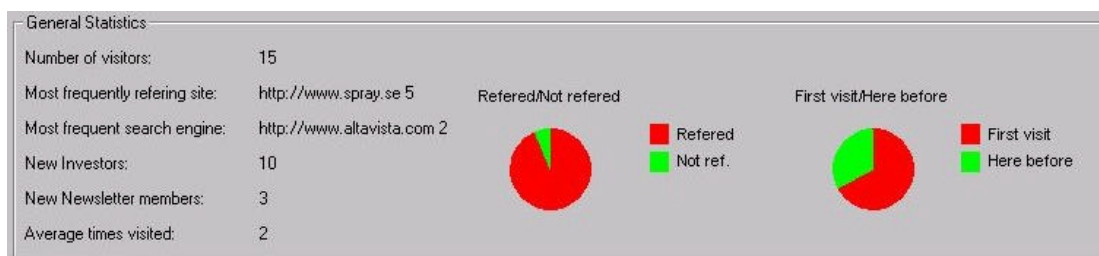 General Statistics
Number of visitors: 15
Most frequently refering site: http://www.spray.se 5
Most frequent search engine: http://www.altavista.com 2
New Investors: 10
New Newsletter members: 3
Average times visited: 2
Refered/Not refered
Refered
Not ref.
First visit/Here before
First visit
Here before